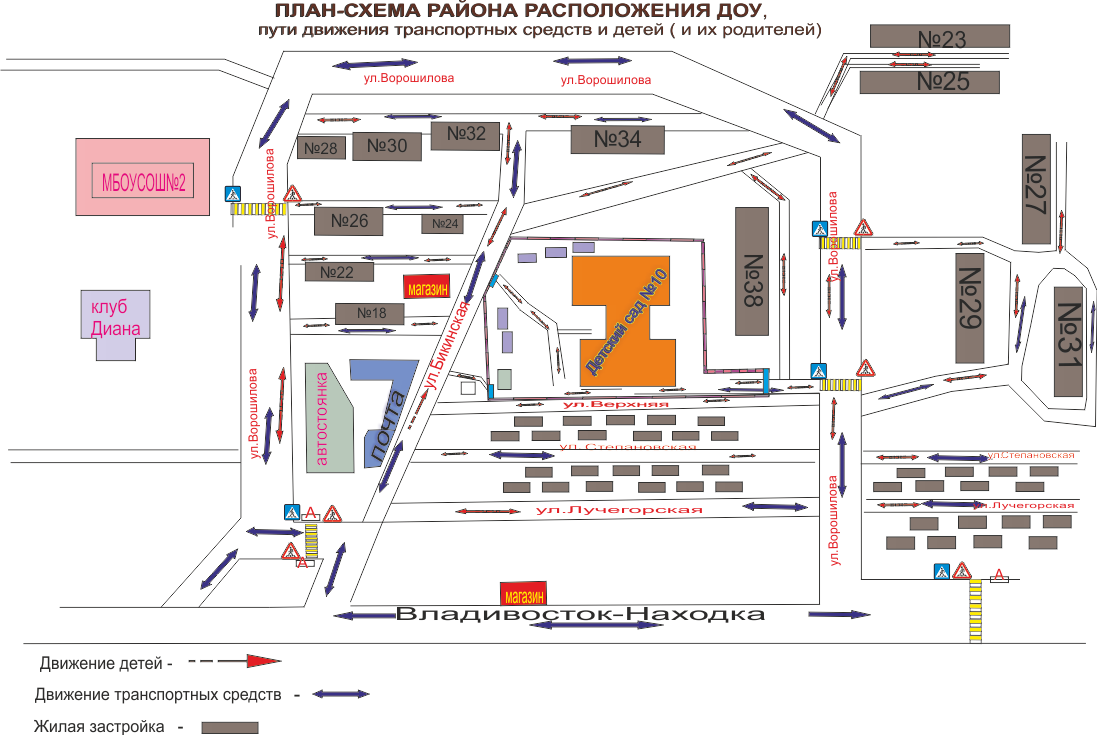 ПЛАН-СХЕМА РАЙОНА РАСПОЛОЖЕНИЯ ДОУ,
пути движения транспортных средств и детей ( и их родителей)
№23
ул.Ворошилова
ул.Ворошилова
№25
№28
№30
№32
№34
МБОУСОШ№2
ул.Ворошилова
№27
№26
№24
ул.Ворошилова
№22
магазин
№38
Детский сад №10
№29
№31
клуб
Диана
№18
ул.Бикинская
автостоянка
почта
ул.Ворошилова
ул.Верхняя
ул.Степановская
ул.Степановская
ул.Лучегорская
ул.Лучегорская
ул.Ворошилова
А
А
А
магазин
Владивосток-Находка
Движение детей -
Движение транспортных средств -
Жилая застройка -